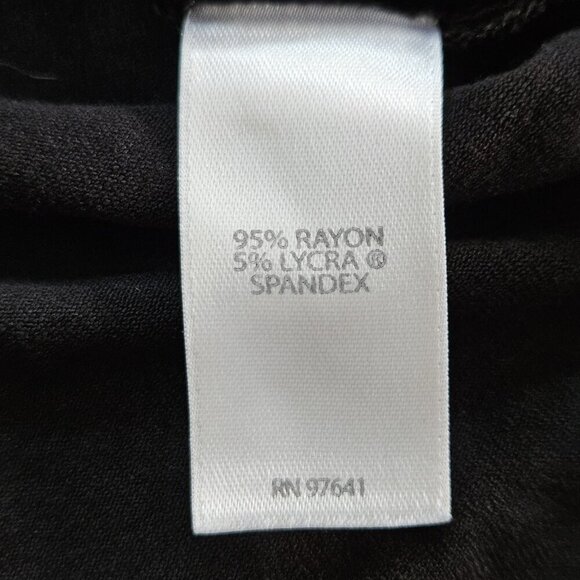 95% RAYON
5% LYCRA ®
SPANDEX
RN 97641